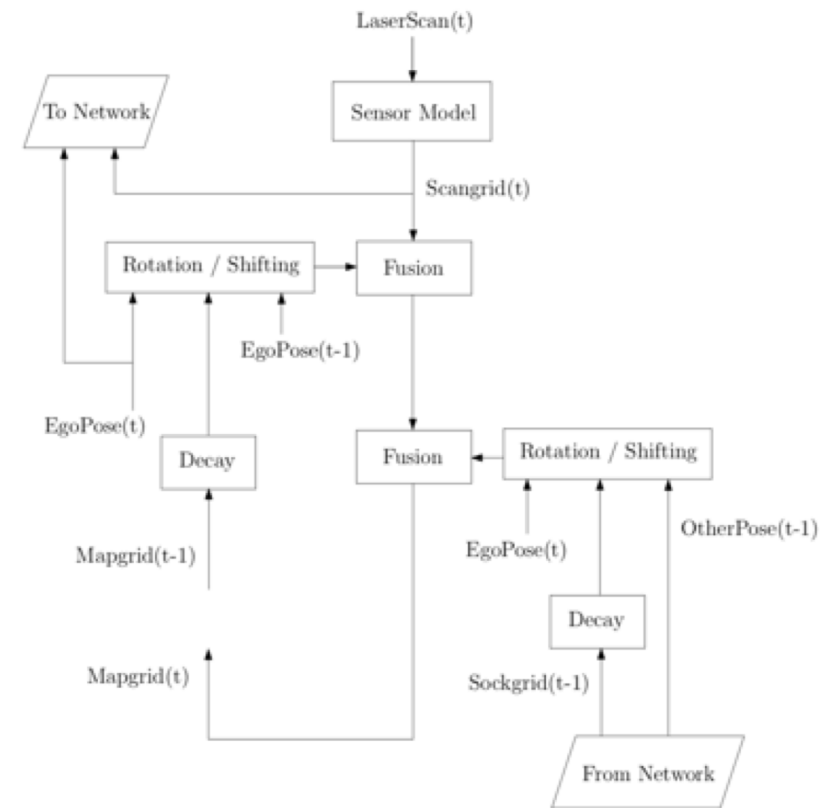 LaserScan(t)
To Network
Sensor Model
Scangrid(t)
Rotation / Shifting
Fusion
EgoPose(t-1)
EgoPose(t)
Decay
Fusion
Rotation / Shifting
Mapgrid(t-1)
EgoPose(t)
OtherPose(t-1)
Decay
Mapgrid(t)
Sockgrid(t-1)
From Network